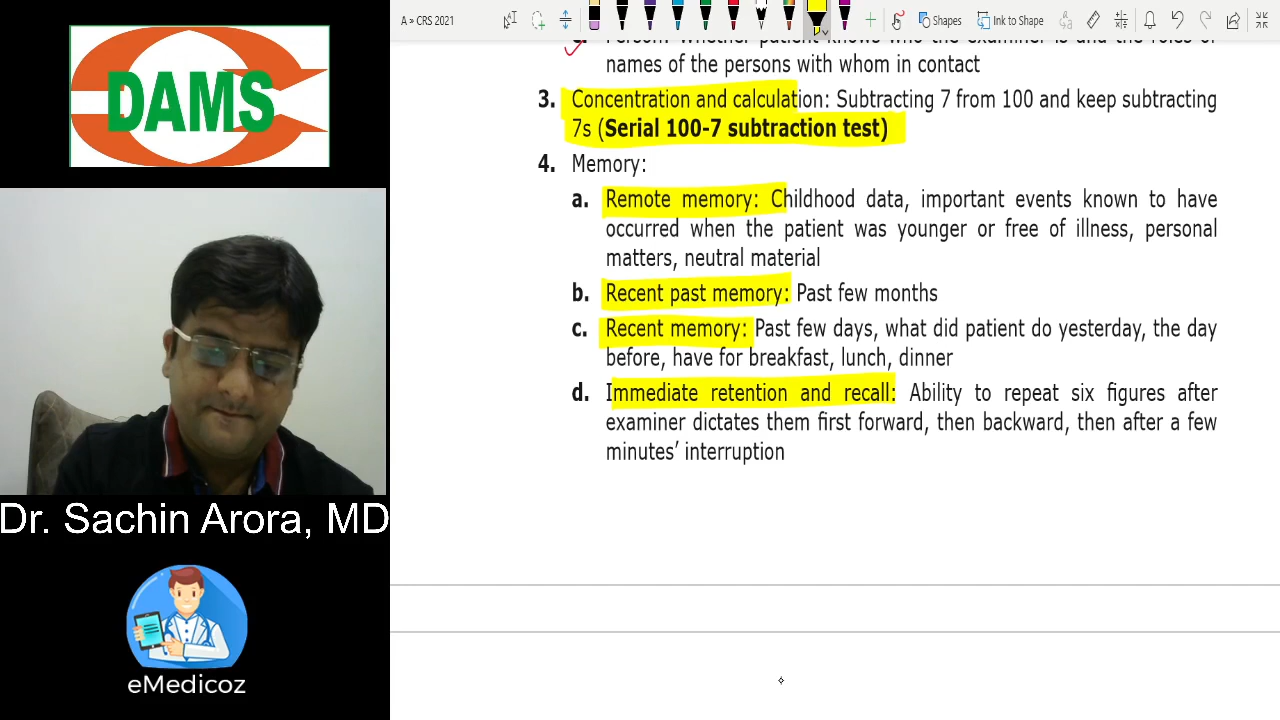 DAMS
Dr. Sachin Arora, MD
eMedicoz
A » CRS 2021
Shapes
Ink to Shape
names of the persons with whom in contact
3. Concentration and calculation: Subtracting 7 from 100 and keep subtracting
7s (Serial 100-7 subtraction test)
4. Memory:
a. Remote memory: Childhood data, important events known to have
occurred when the patient was younger or free of illness, personal
matters, neutral material
b. Recent past memory: Past few months
c. Recent memory: Past few days, what did patient do yesterday, the day
before, have for breakfast, lunch, dinner
d. Immediate retention and recall: Ability to repeat six figures after
examiner dictates them first forward, then backward, then after a few
minutes’ interruption